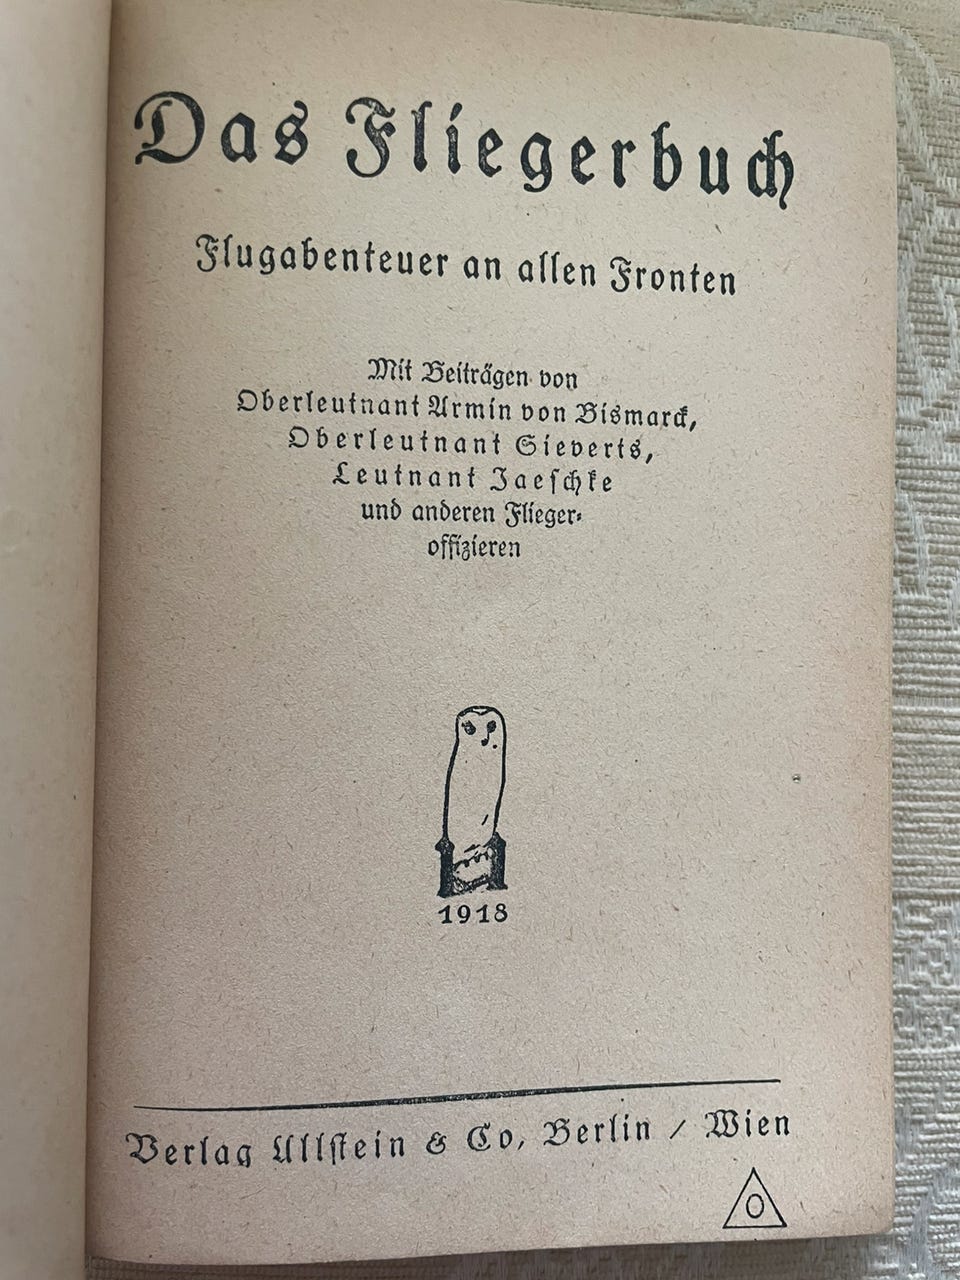 Das Fliegerbuch
Flugabenteuer an allen Fronten
Mit Beiträgen von
Oberleutnant Armin von Bismarck,
Oberleutnant Sieverts,
Leutnant Jaeschke
und anderen Flieger-
offizieren
1918
Verlag Ullstein & Co, Berlin / Wien
O